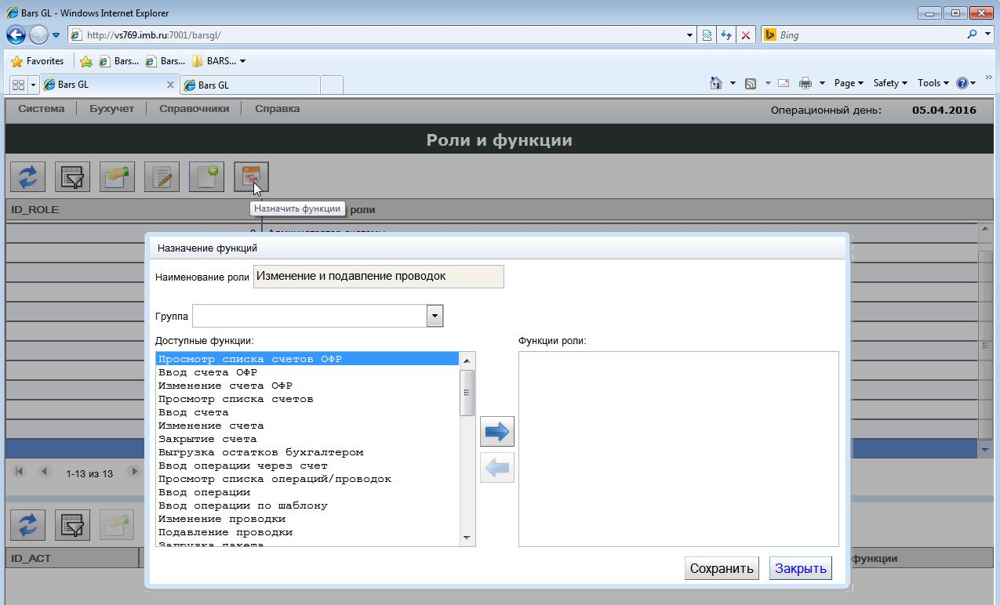 Bars GL - Windows Internet Explorer
http://vs769.imb.ru:7001/barsgl/
Bing
Favorites Bars... Bars... BARS...
Bars GL Bars GL Page Safety Tools
Система Бухучет Справочники Справка Операционный день: 05.04.2016
Роли и функции
ID_ROLE роли
Назначить функции
Назначение функций
Наименование роли Изменение и подавление проводок
Группа
Доступные функции: Функции роли:
Просмотр списка счетов ОФР
Ввод счета ОФР
Изменение счета ОФР
Просмотр списка счетов
Ввод счета
Изменение счета
Закрытие счета
Выгрузка остатков бухгалтером
Ввод операции через счет
Просмотр списка операций/проводок
Ввод операции
Ввод операции по шаблону
Изменение проводки
Подавление проводки
Загрузка пакета
1-13 из 13
ID_ACT функции
Сохранить Закрыть